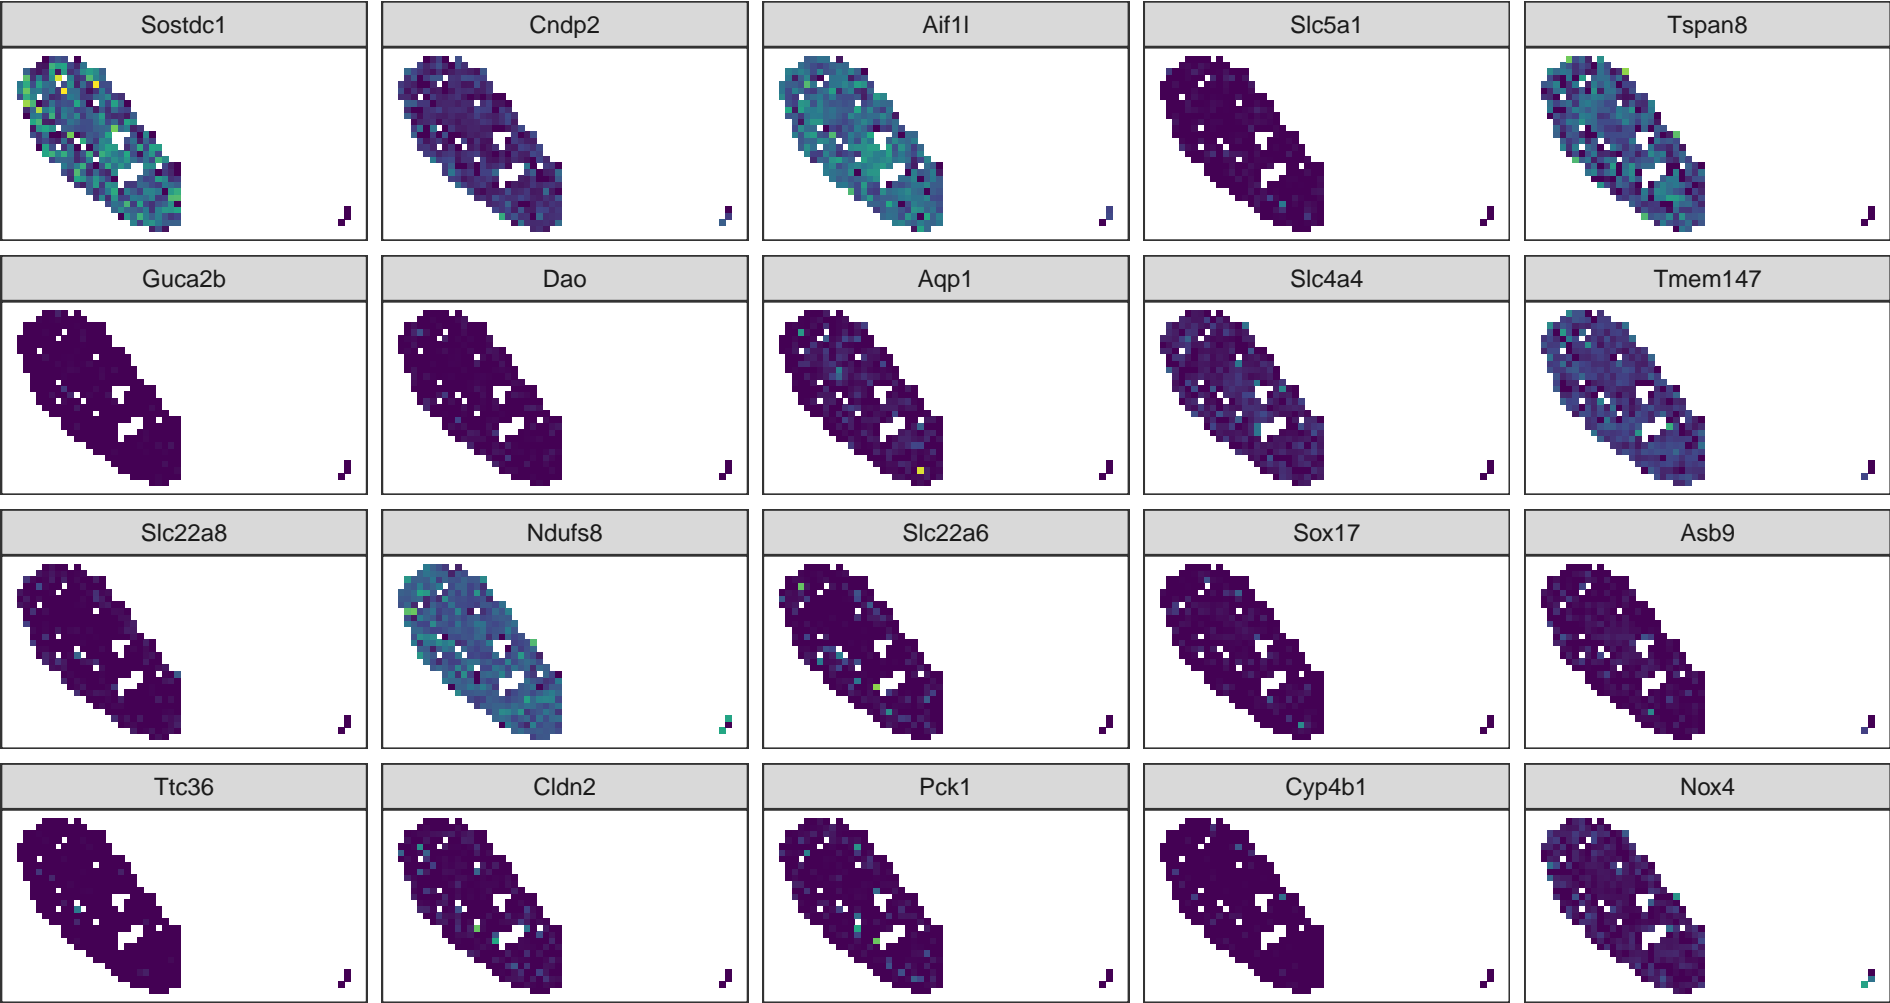 Sostdc1
Cndp2
Aif1l
Slc5a1
Tspan8
Guca2b
Dao
Aqp1
Slc4a4
Tmem147
Slc22a8
Ndufs8
Slc22a6
Sox17
Asb9
Ttc36
Cldn2
Pck1
Cyp4b1
Nox4